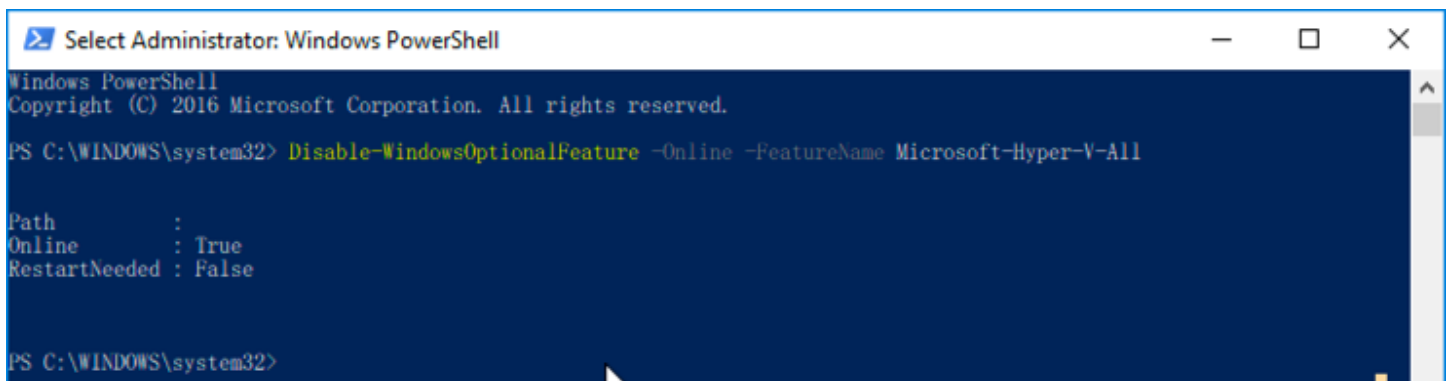 Select Administrator: Windows PowerShell
Windows PowerShell
Copyright (C) 2016 Microsoft Corporation. All rights reserved.
PS C:\WINDOWS\system32> Disable-WindowsOptionalFeature -Online -FeatureName Microsoft-Hyper-V-All
Path          :
Online        : True
RestartNeeded : False
PS C:\WINDOWS\system32>